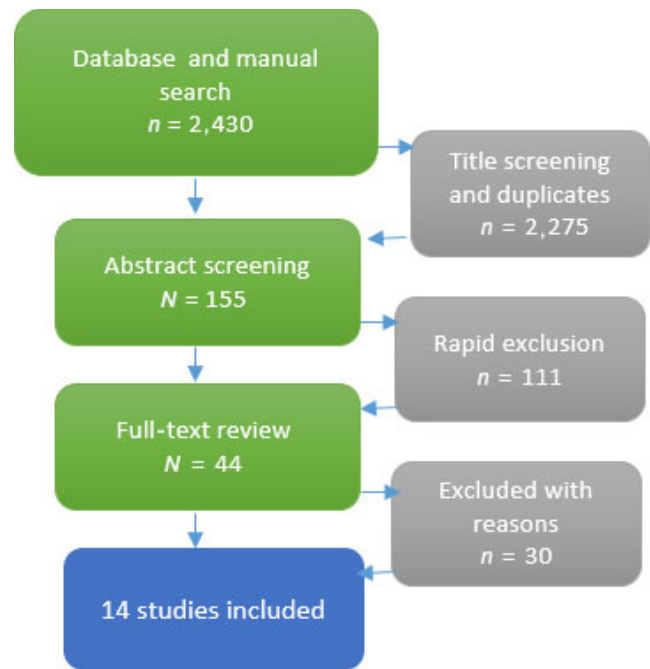 Database and manual
search
n = 2,430
Title screening
and duplicates
n = 2,275
Abstract screening
N = 155
Rapid exclusion
n = 111
Full-text review
N = 44
Excluded with
reasons
n = 30
14 studies included